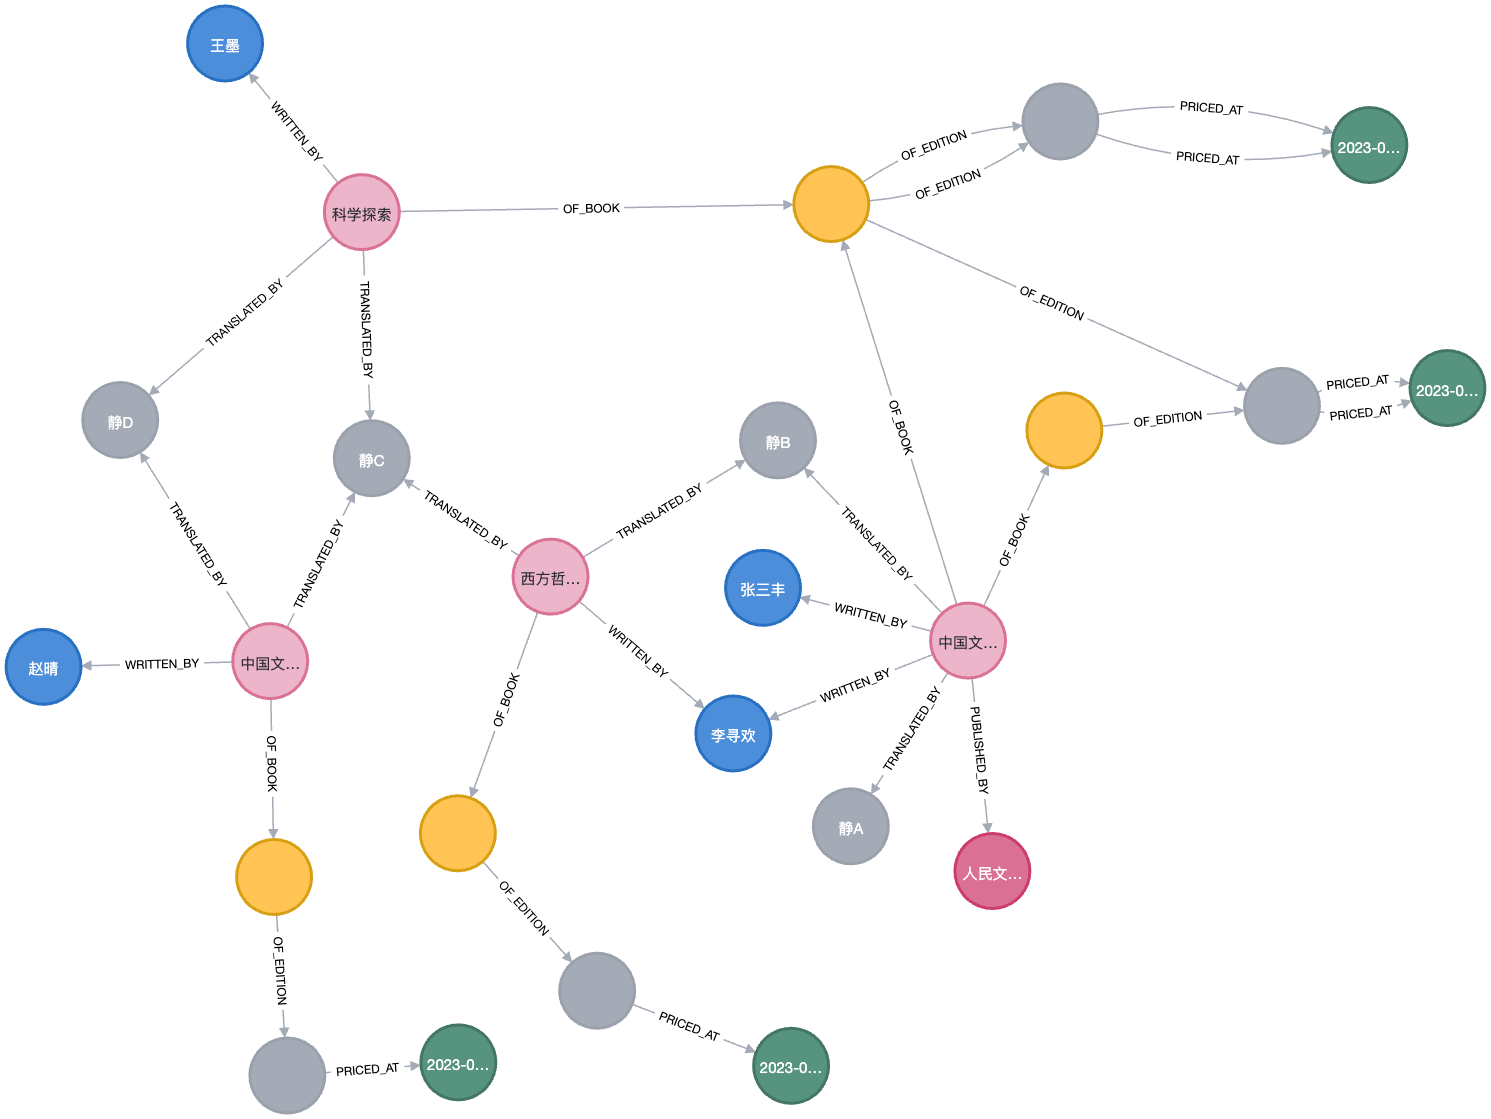 王墨
WRITTEN_BY
科学探索
OF_BOOK
OF_EDITION
OF_EDITION
PRICED_AT
PRICED_AT
2023-0...
TRANSLATED_BY
TRANSLATED_BY
OF_EDITION
静D
静C
静B
OF_BOOK
OF_EDITION
PRICED_AT
PRICED_AT
2023-0...
TRANSLATED_BY
TRANSLATED_BY
TRANSLATED_BY
TRANSLATED_BY
TRANSLATED_BY
OF_BOOK
西方哲...
张三丰
WRITTEN_BY
中国文...
赵晴
WRITTEN_BY
中国文...
WRITTEN_BY
WRITTEN_BY
李寻欢
OF_BOOK
OF_BOOK
TRANSLATED_BY
PUBLISHED_BY
静A
人民文...
OF_EDITION
OF_EDITION
PRICED_AT
2023-0...
PRICED_AT
2023-0...